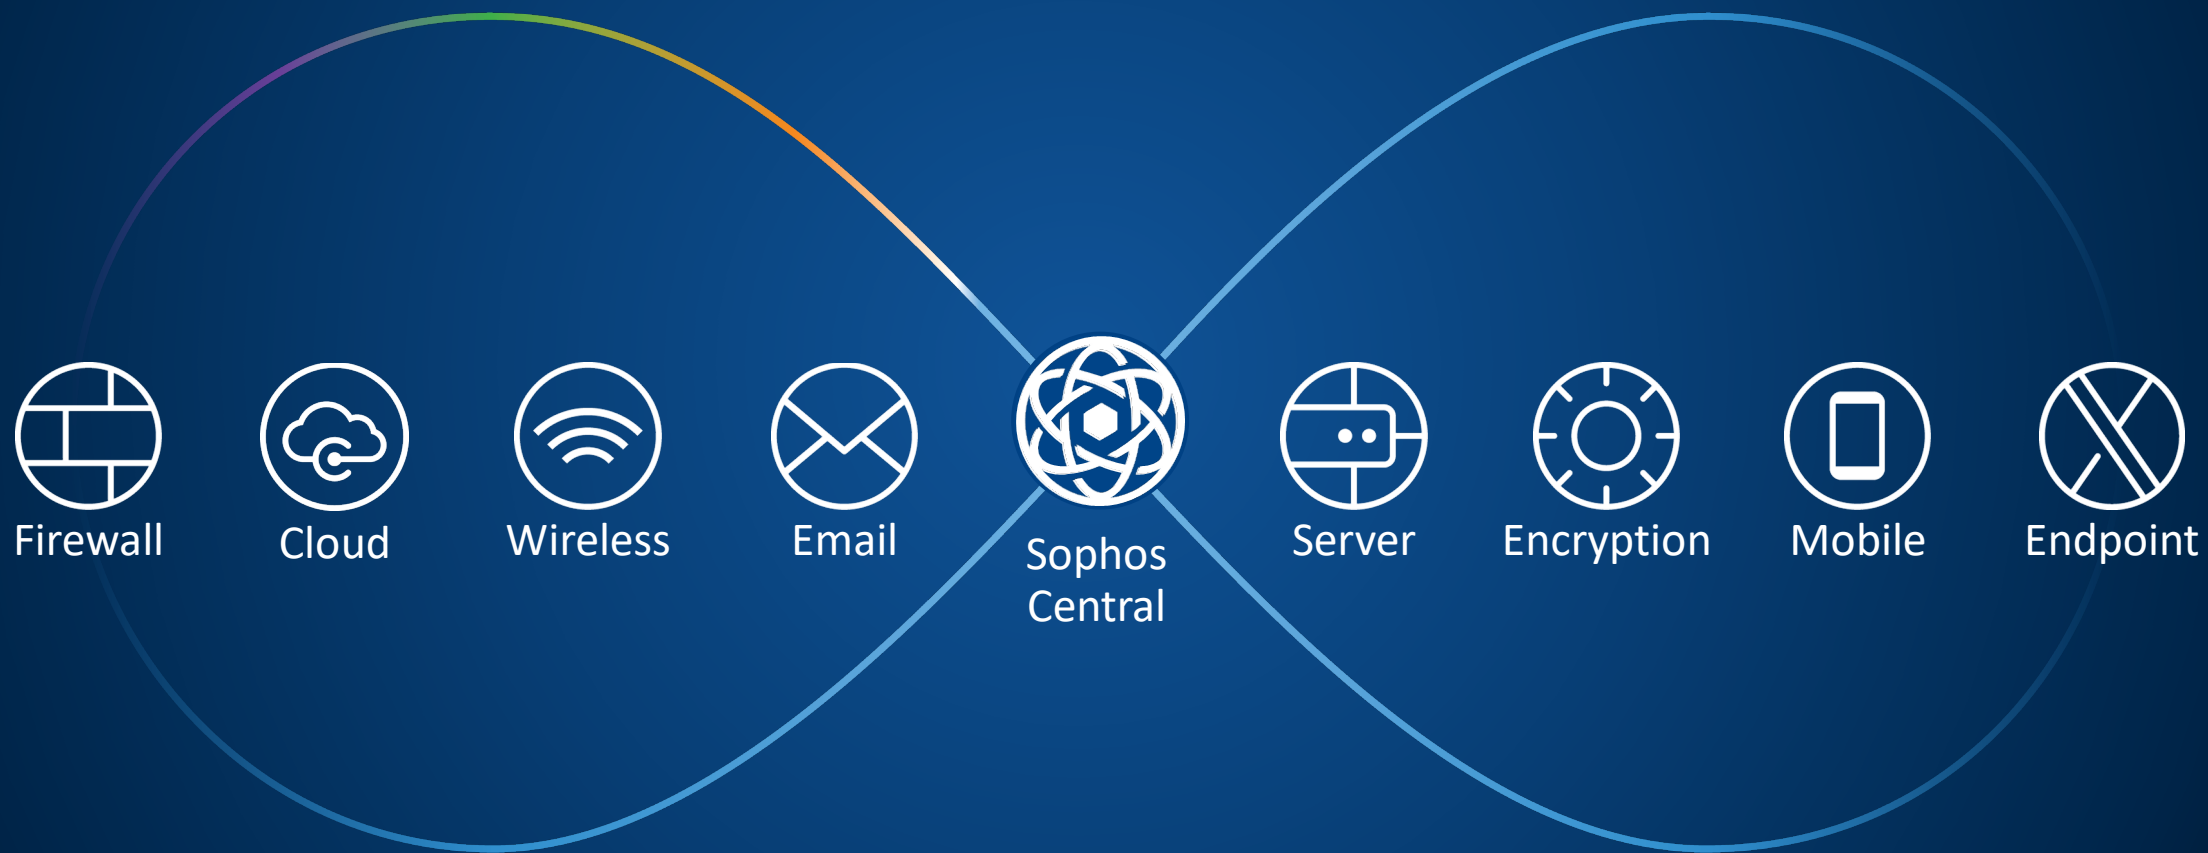 Firewall
Cloud
Wireless
Email
Sophos
Central
Server
Encryption
Mobile
Endpoint